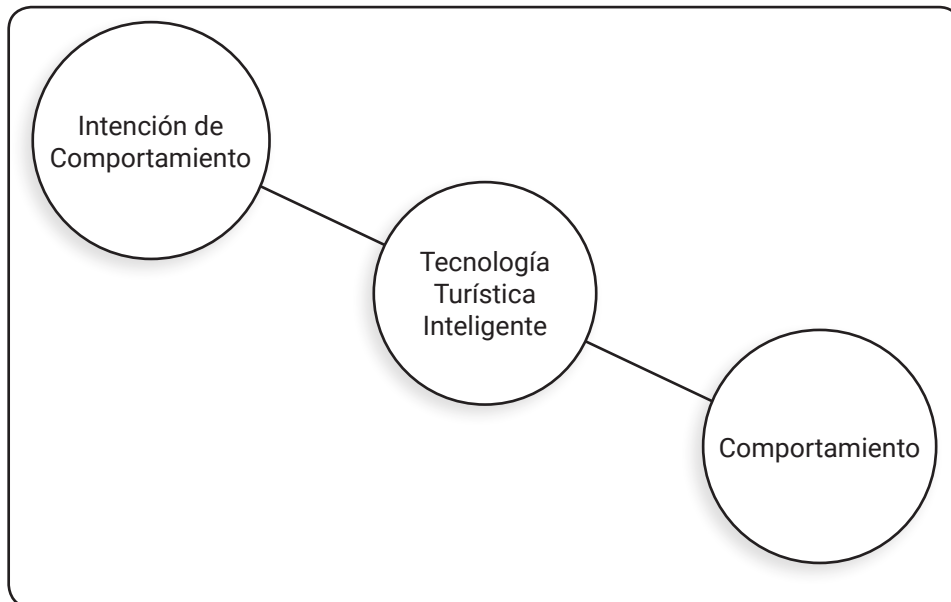 Intención de
Comportamiento
Tecnología
Turística
Inteligente
Comportamiento